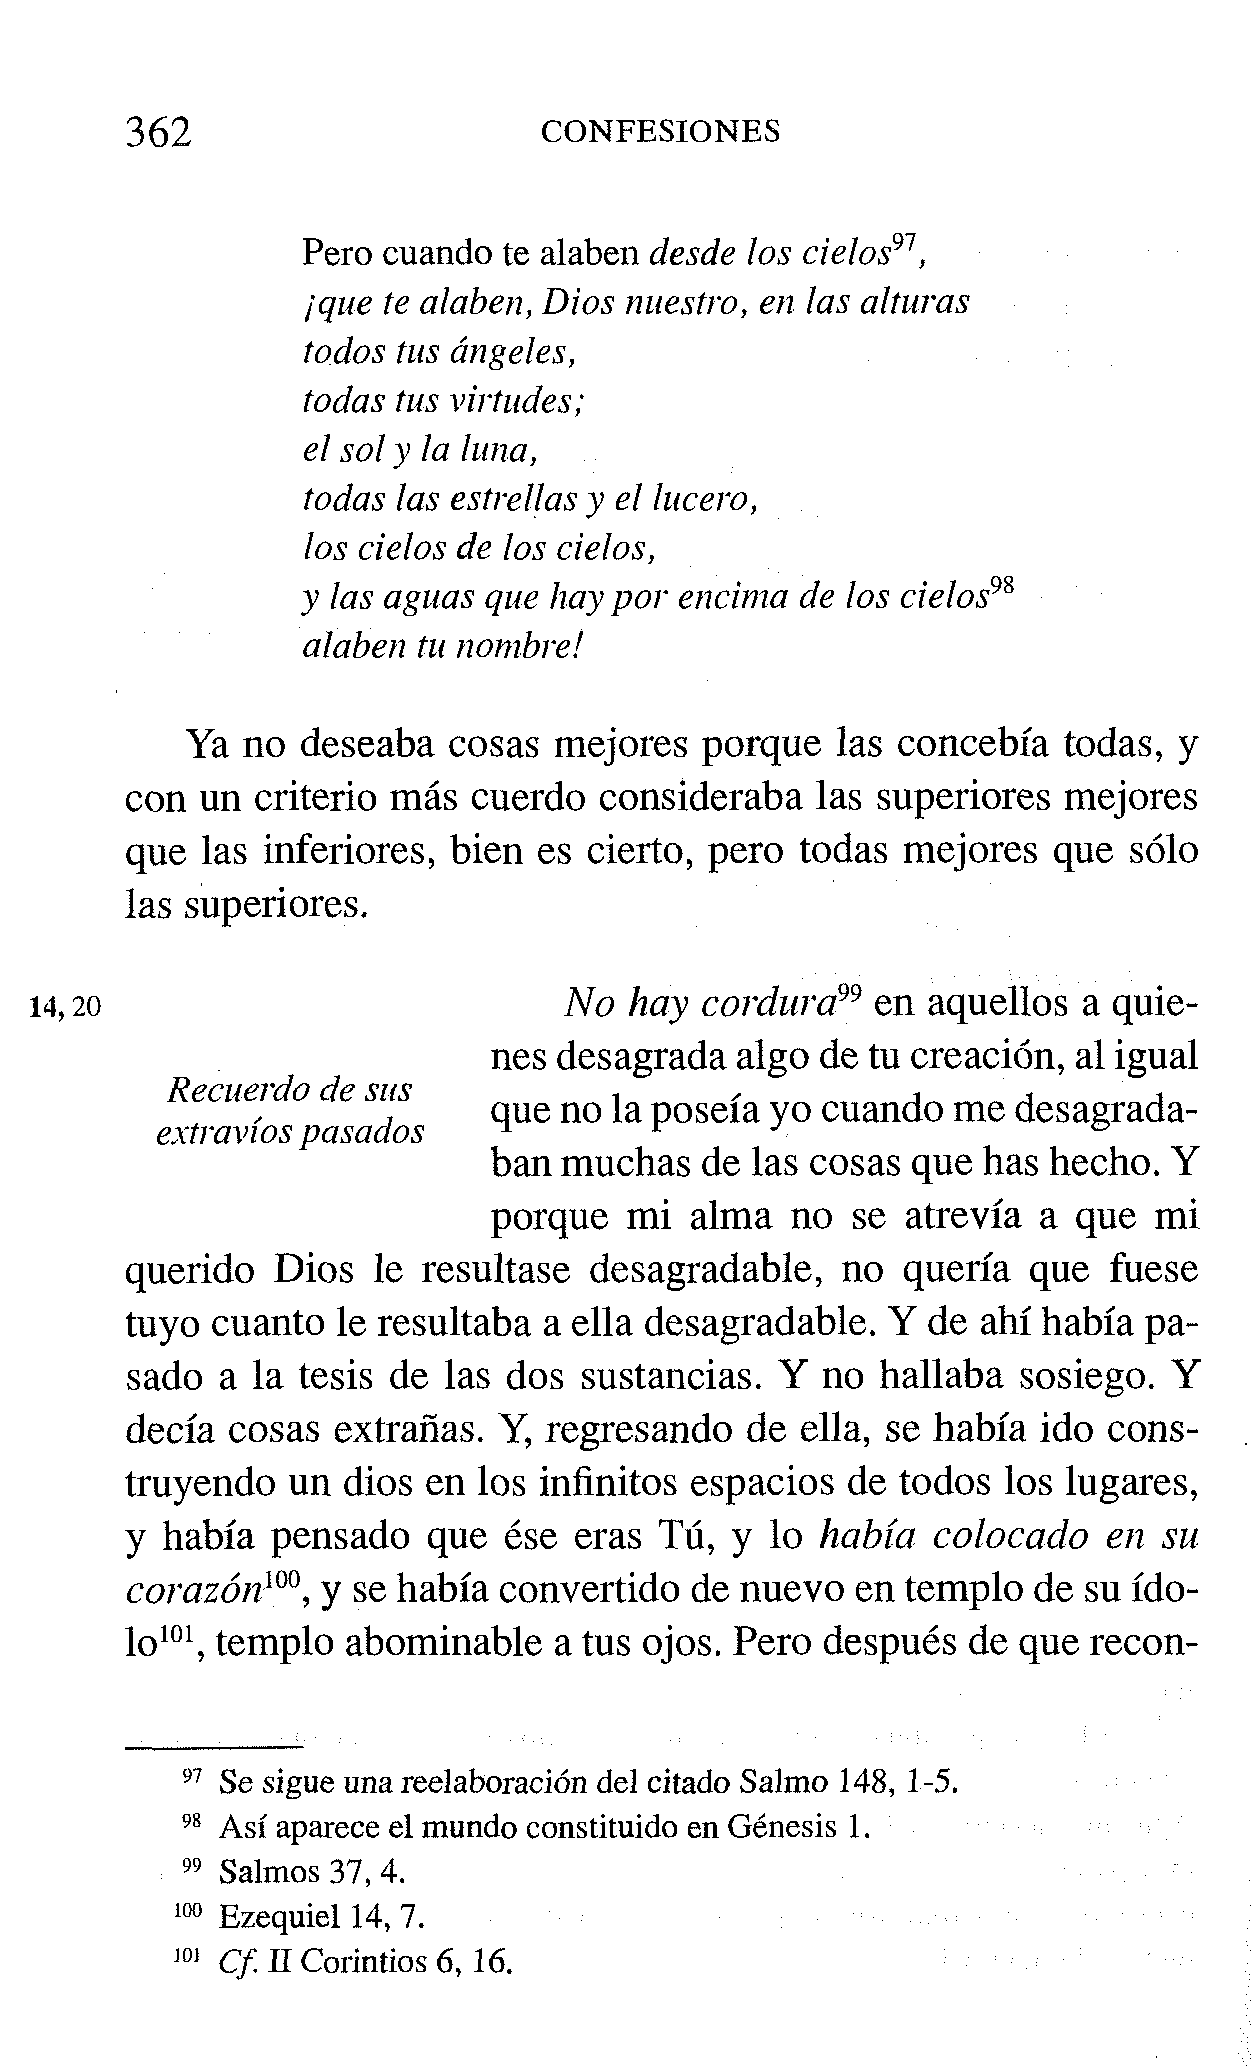 362 CONFESIONES
Pero cuando te alaben desde los cielos⁹⁷,
¡que te alaben, Dios nuestro, en las alturas
todos tus ángeles,
todas tus virtudes;
el sol y la luna,
todas las estrellas y el lucero,
los cielos de los cielos,
y las aguas que hay por encima de los cielos⁹⁸
alaben tu nombre!
Ya no deseaba cosas mejores porque las concebía todas, y
con un criterio más cuerdo consideraba las superiores mejores
que las inferiores, bien es cierto, pero todas mejores que sólo
las superiores.
14, 20
Recuerdo de sus
extravíos pasados
No hay cordura⁹⁹ en aquellos a quie-
nes desagrada algo de tu creación, al igual
que no la poseía yo cuando me desagrada-
ban muchas de las cosas que has hecho. Y
porque mi alma no se atrevía a que mi
querido Dios le resultase desagradable, no quería que fuese
tuyo cuanto le resultaba a ella desagradable. Y de ahí había pa-
sado a la tesis de las dos sustancias. Y no hallaba sosiego. Y
decía cosas extrañas. Y, regresando de ella, se había ido cons-
truyendo un dios en los infinitos espacios de todos los lugares,
y había pensado que ése eras Tú, y lo había colocado en su
corazón¹⁰⁰, y se había convertido de nuevo en templo de su ído-
lo¹⁰¹, templo abominable a tus ojos. Pero después de que recon-
⁹⁷ Se sigue una reelaboración del citado Salmo 148, 1-5.
⁹⁸ Así aparece el mundo constituido en Génesis 1.
⁹⁹ Salmos 37, 4.
¹⁰⁰ Ezequiel 14, 7.
¹⁰¹ Cf. II Corintios 6, 16.